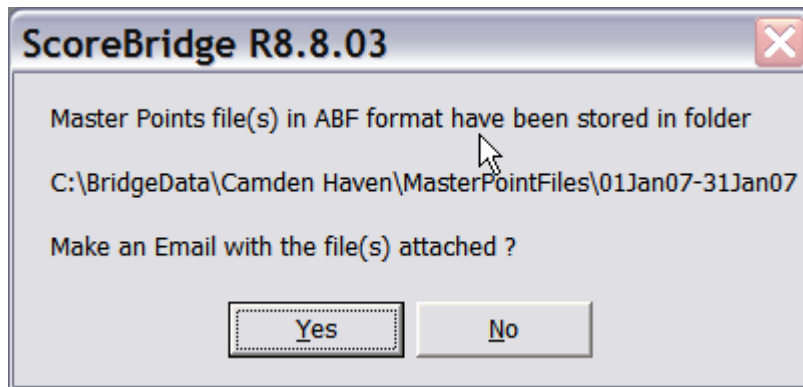 ScoreBridge R8.8.03
Master Points file(s) in ABF format have been stored in folder
C:\BridgeData\Camden Haven\MasterPointFiles\01Jan07-31Jan07
Make an Email with the file(s) attached ?
Yes No